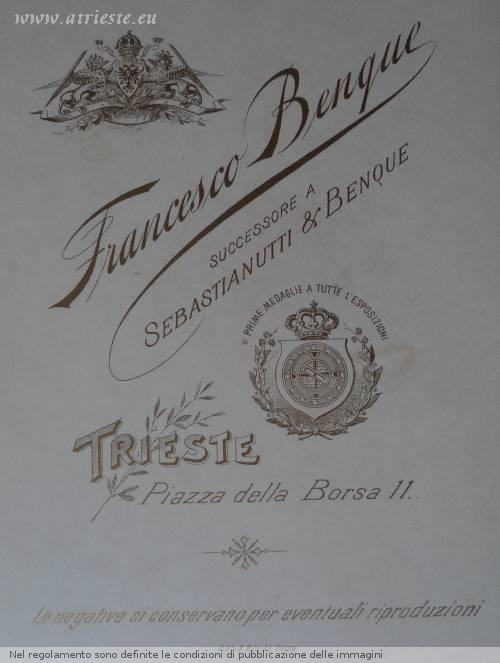 www.atrieste.eu
Francesco Benque
SUCCESSORE A
SEBASTIANUTTI & BENQUE
PRIME MEDAGLIE A TUTTE L'ESPOSIZIONI
TRIESTE
Piazza della Borsa 11.
Le negative si conservano per eventuali riproduzioni
Nel regolamento sono definite le condizioni di pubblicazione delle immagini